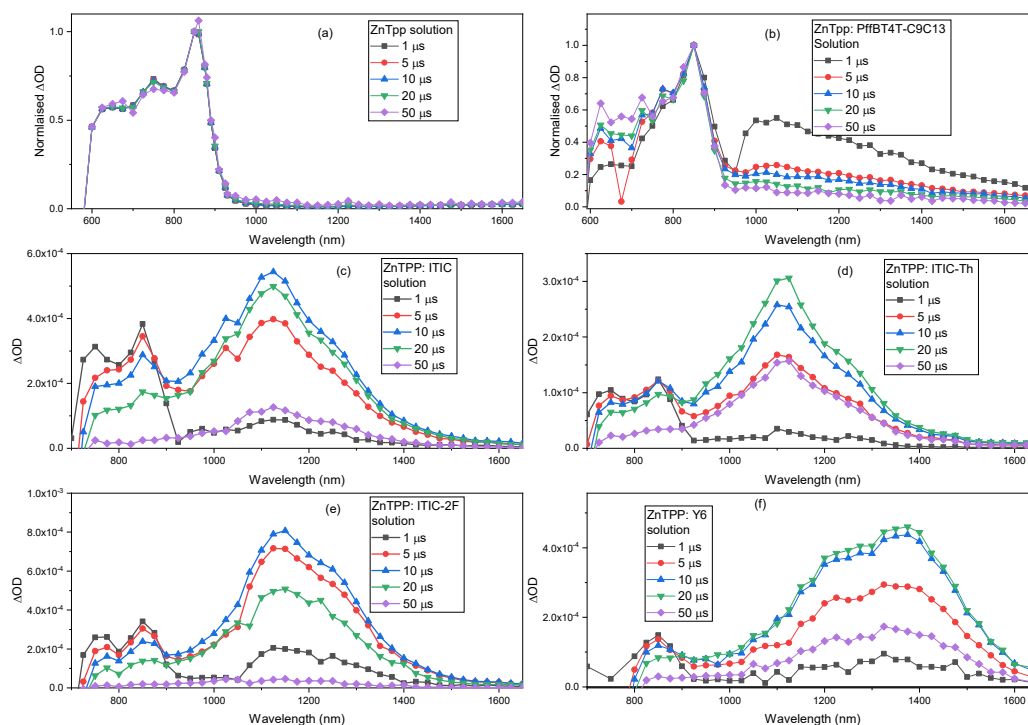 (a)
ZnTpp solution
1 μs
5 μs
10 μs
20 μs
50 μs
1.0
0.5
0.0
Normlaised ΔOD
600 800 1000 1200 1400 1600
Wavelength (nm)
(b)
ZnTpp: PffBT4T-C9C13
Solution
1 μs
5 μs
10 μs
20 μs
50 μs
1.0
0.8
0.6
0.4
0.2
0.0
Normalised ΔOD
600 700 800 900 1000 1100 1200 1300 1400 1500 1600
Wavelength (nm)
(c)
ZnTPP: ITIC
solution
1 μs
5 μs
10 μs
20 μs
50 μs
6.0x10-4
4.0x10-4
2.0x10-4
0.0
ΔOD
800 1000 1200 1400 1600
Wavelength (nm)
(d)
ZnTPP: ITIC-Th
solution
1 μs
5 μs
10 μs
20 μs
50 μs
3.0x10-4
2.0x10-4
1.0x10-4
0.0
ΔOD
800 1000 1200 1400 1600
Wavelength (nm)
(e)
ZnTPP: ITIC-2F
solution
1 μs
5 μs
10 μs
20 μs
50 μs
1.0x10-3
8.0x10-4
6.0x10-4
4.0x10-4
2.0x10-4
0.0
ΔOD
800 1000 1200 1400 1600
Wavelength (nm)
(f)
ZnTPP: Y6
solution
1 μs
5 μs
10 μs
20 μs
50 μs
4.0x10-4
2.0x10-4
0.0
ΔOD
800 1000 1200 1400 1600
Wavelength (nm)